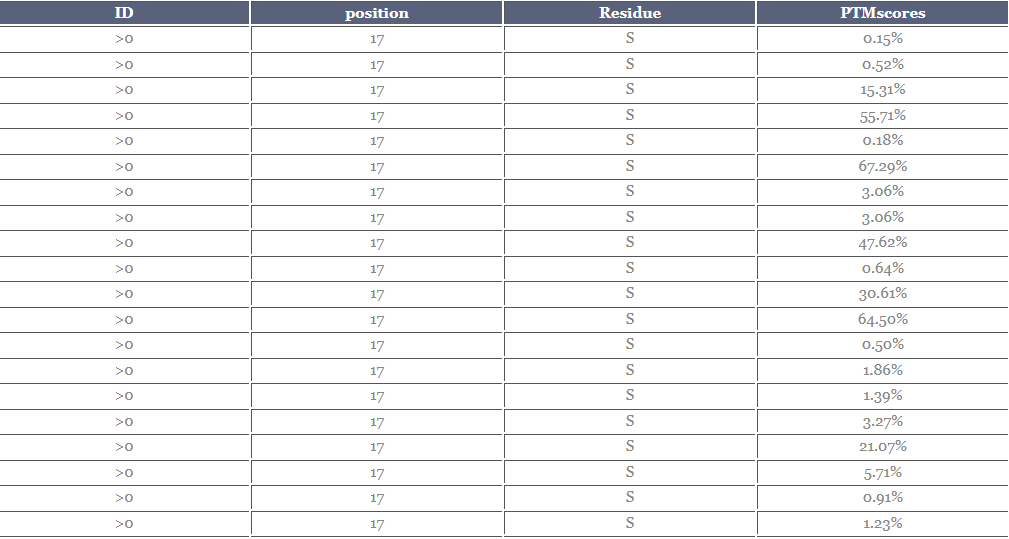 ID position Residue PTMscores
>0 17 S 0.15%
>0 17 S 0.52%
>0 17 S 15.31%
>0 17 S 55.71%
>0 17 S 0.18%
>0 17 S 67.29%
>0 17 S 3.06%
>0 17 S 3.06%
>0 17 S 47.62%
>0 17 S 0.64%
>0 17 S 30.61%
>0 17 S 64.50%
>0 17 S 0.50%
>0 17 S 1.86%
>0 17 S 1.39%
>0 17 S 3.27%
>0 17 S 21.07%
>0 17 S 5.71%
>0 17 S 0.91%
>0 17 S 1.23%